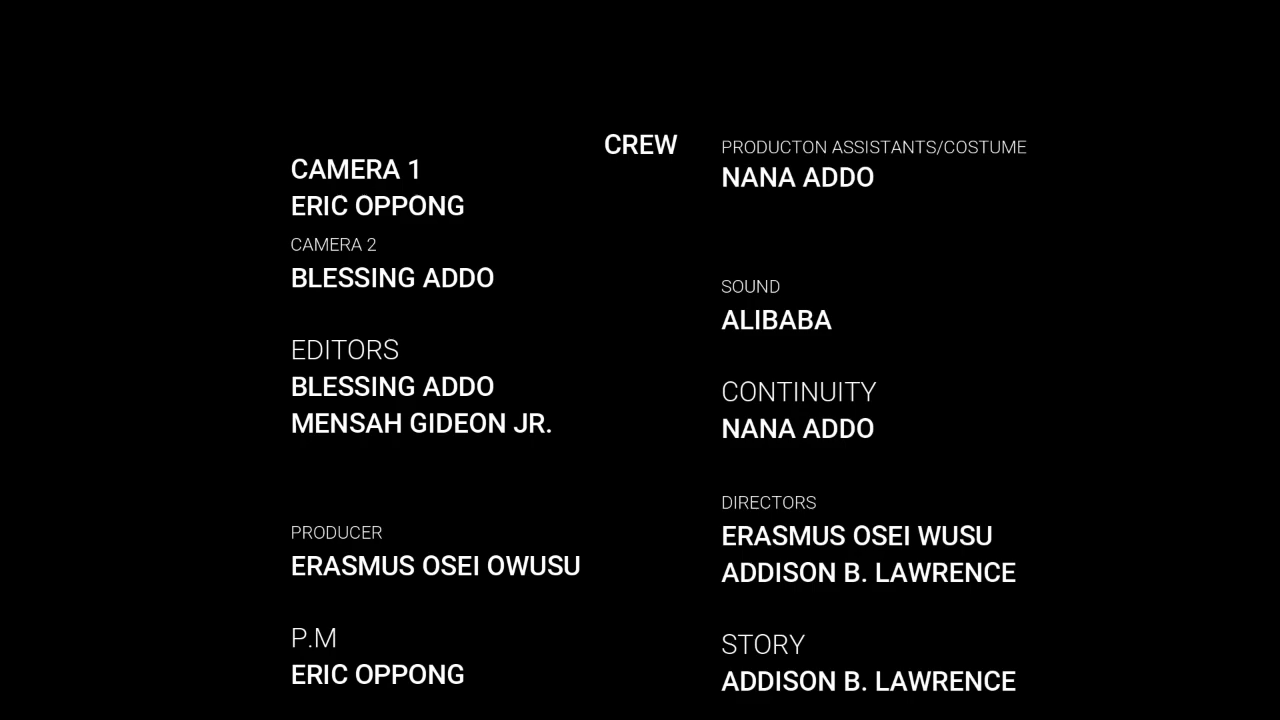 CREW
CAMERA 1
ERIC OPPONG
CAMERA 2
BLESSING ADDO
EDITORS
BLESSING ADDO
MENSAH GIDEON JR.
PRODUCER
ERASMUS OSEI OWUSU
P.M
ERIC OPPONG
PRODUCTON ASSISTANTS/COSTUME
NANA ADDO
SOUND
ALIBABA
CONTINUITY
NANA ADDO
DIRECTORS
ERASMUS OSEI WUSU
ADDISON B. LAWRENCE
STORY
ADDISON B. LAWRENCE